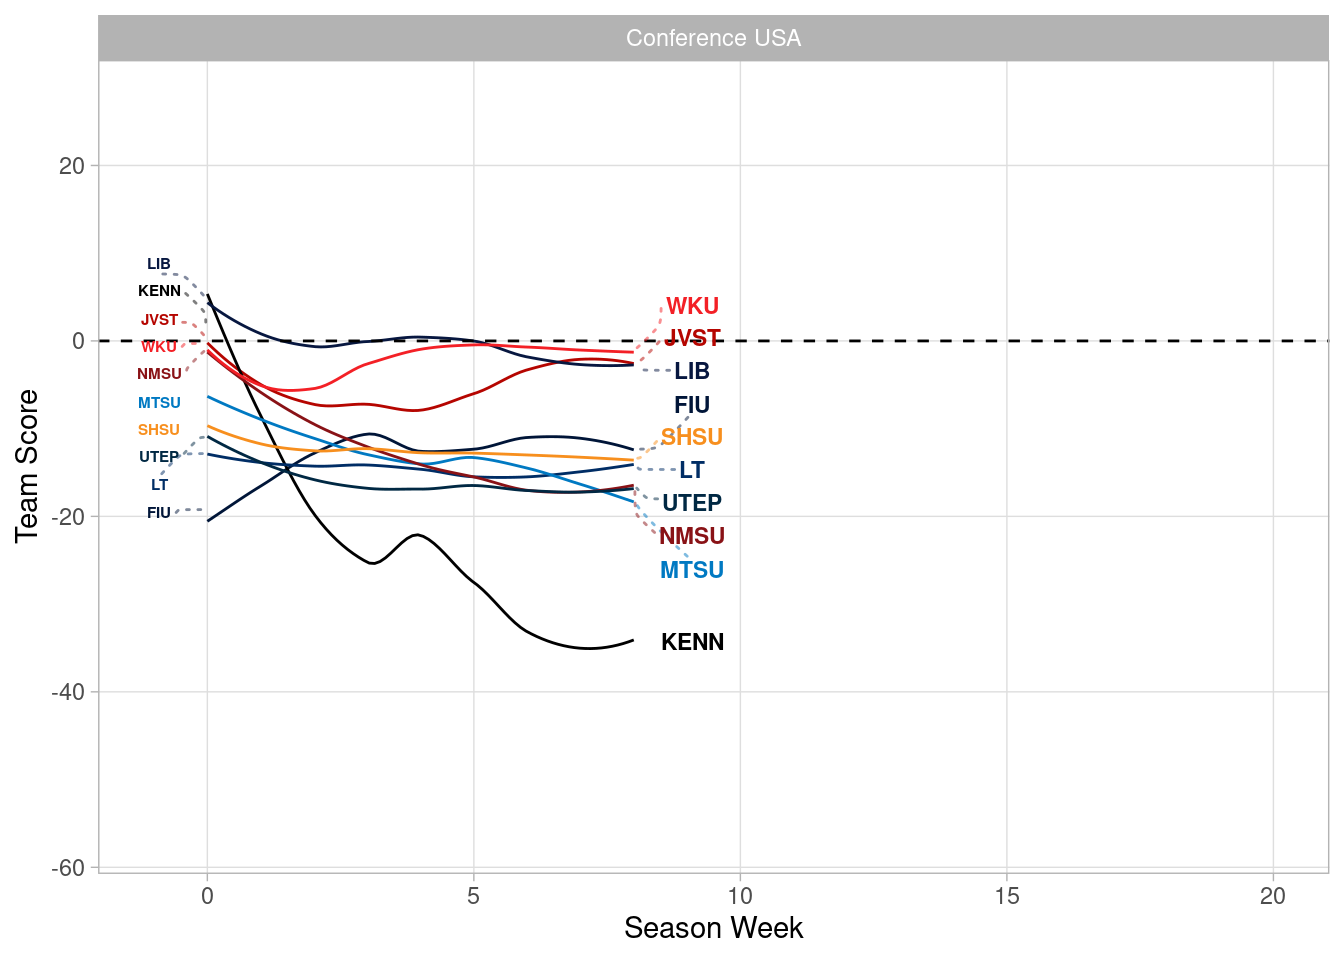 Conference USA
Team Score
20
0
-20
-40
-60
LIB
KENN
JVST
WKU
NMSU
MTSU
SHSU
UTEP
LT
FIU
WKU
JVST
LIB
FIU
SHSU
LT
UTEP
NMSU
MTSU
KENN
0 5 10 15 20
Season Week